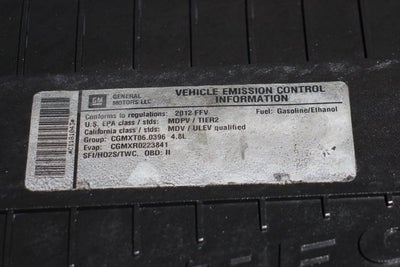 GM
GENERAL MOTORS LLC
VEHICLE EMISSION CONTROL INFORMATION
Conforms to regulations: 2012 FFV Fuel: Gasoline/Ethanol
U.S. EPA class / stds: MDPV / TIER2
California class / stds: MDV / ULEV qualified
Group: CGMXT06.0396 4.8L
Evap: CGMXR0223841
SFI/HO2S/TWC, OBD: II